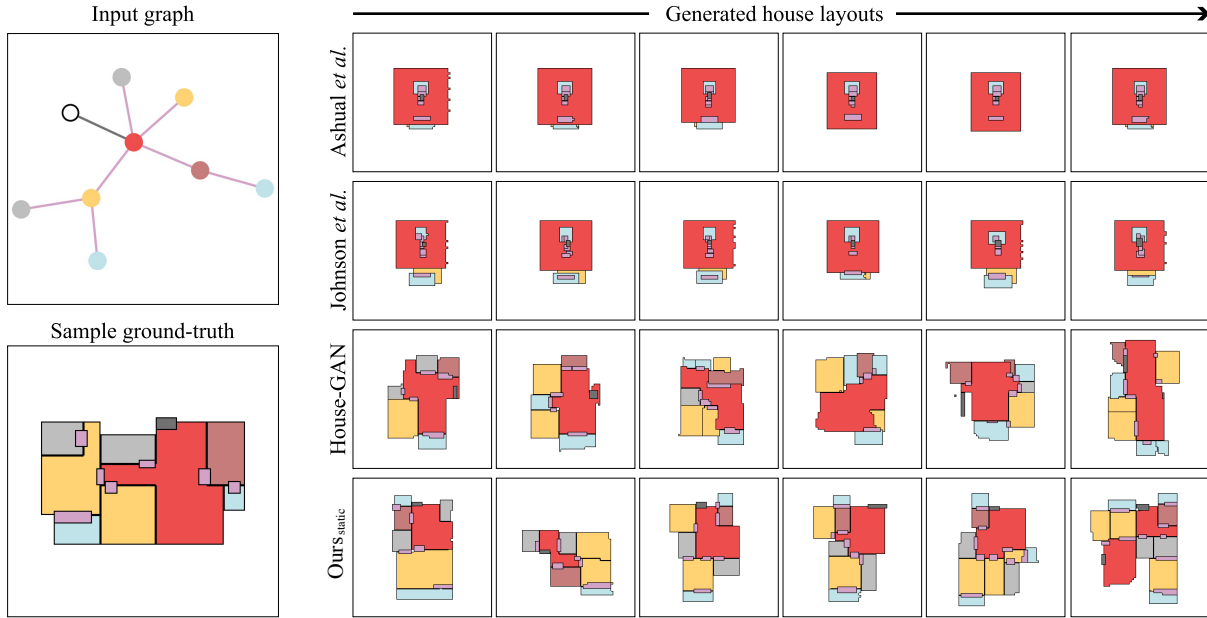 Input graph
Generated house layouts
Ashual et al.
Johnson et al.
Sample ground-truth
House-GAN
Ours static